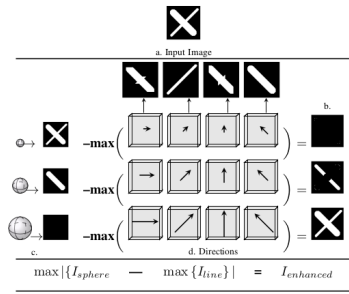 a. Input Image
b.
-max( ) =
-max( ) =
-max( ) =
c.
d. Directions
max |{I_sphere — max {I_line}| = I_enhanced